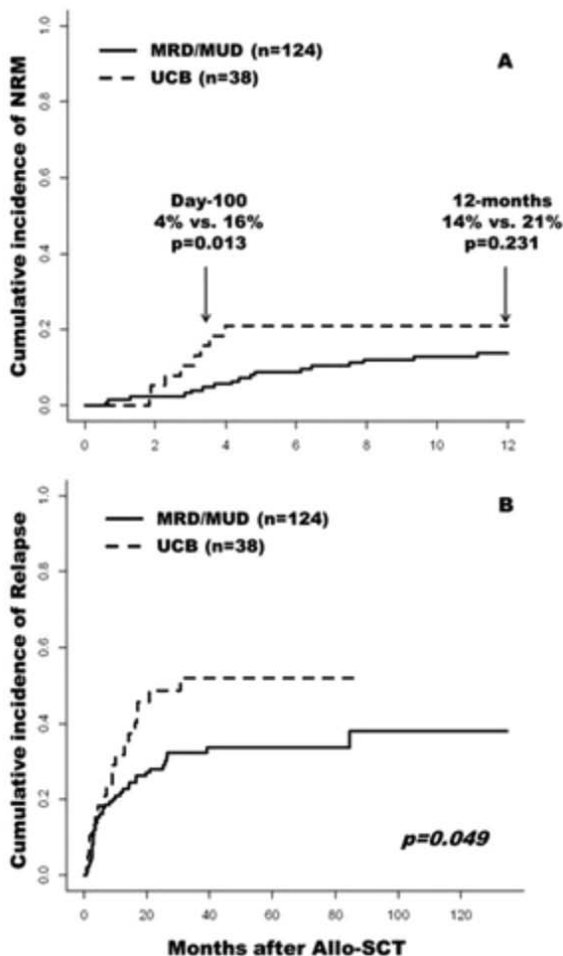 Cumulative incidence of NRM
1.0
0.8
0.6
0.4
0.2
0.0
MRD/MUD (n=124)
UCB (n=38)
A
Day-100
4% vs. 16%
p=0.013
12-months
14% vs. 21%
p=0.231
0 2 4 6 8 10 12
Cumulative incidence of Relapse
1.0
0.8
0.6
0.4
0.2
0.0
MRD/MUD (n=124)
UCB (n=38)
B
p=0.049
0 20 40 60 80 100 120
Months after Allo-SCT